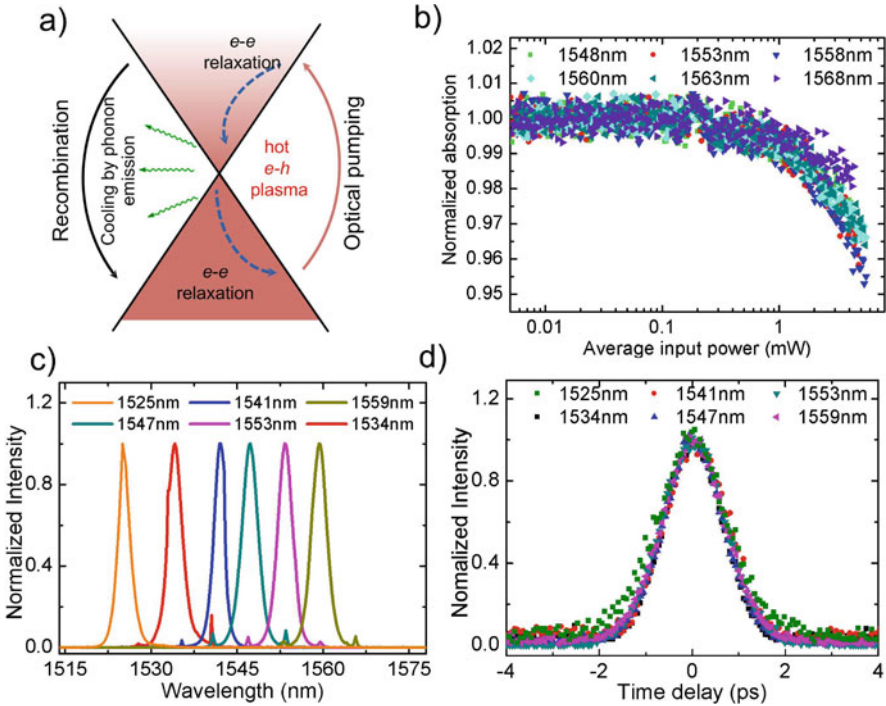 a)
e-e
relaxation
Recombination
Cooling by phonon
emission
hot
e-h
plasma
Optical pumping
e-e
relaxation
b)
1.02
1.01
1.00
0.99
0.98
0.97
0.96
0.95
Normalized absorption
1548nm 1553nm 1558nm
1560nm 1563nm 1568nm
0.01 0.1 1
Average input power (mW)
c)
1.2
0.8
0.4
0.0
Normalized Intensity
1525nm 1541nm 1559nm
1547nm 1553nm 1534nm
1515 1530 1545 1560 1575
Wavelength (nm)
d)
1.2
0.8
0.4
0.0
Normalized Intensity
1525nm 1541nm 1553nm
1534nm 1547nm 1559nm
-4 -2 0 2 4
Time delay (ps)